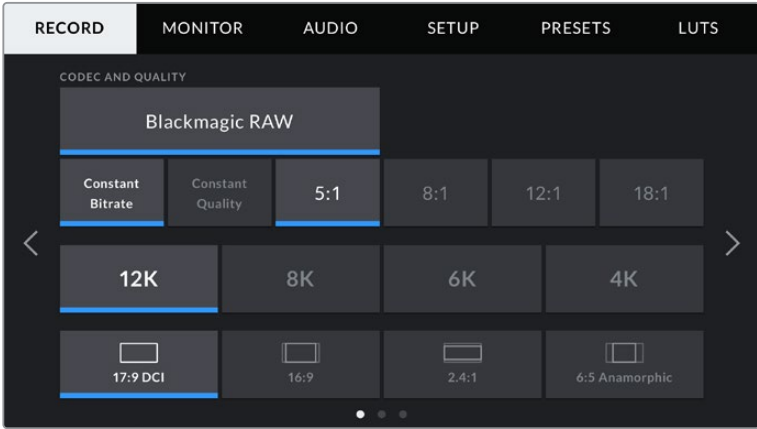 RECORD MONITOR AUDIO SETUP PRESETS LUTS
CODEC AND QUALITY
Blackmagic RAW
Constant Bitrate Constant Quality 5:1 8:1 12:1 18:1
12K 8K 6K 4K
17:9 DCI 16:9 2.4:1 6:5 Anamorphic